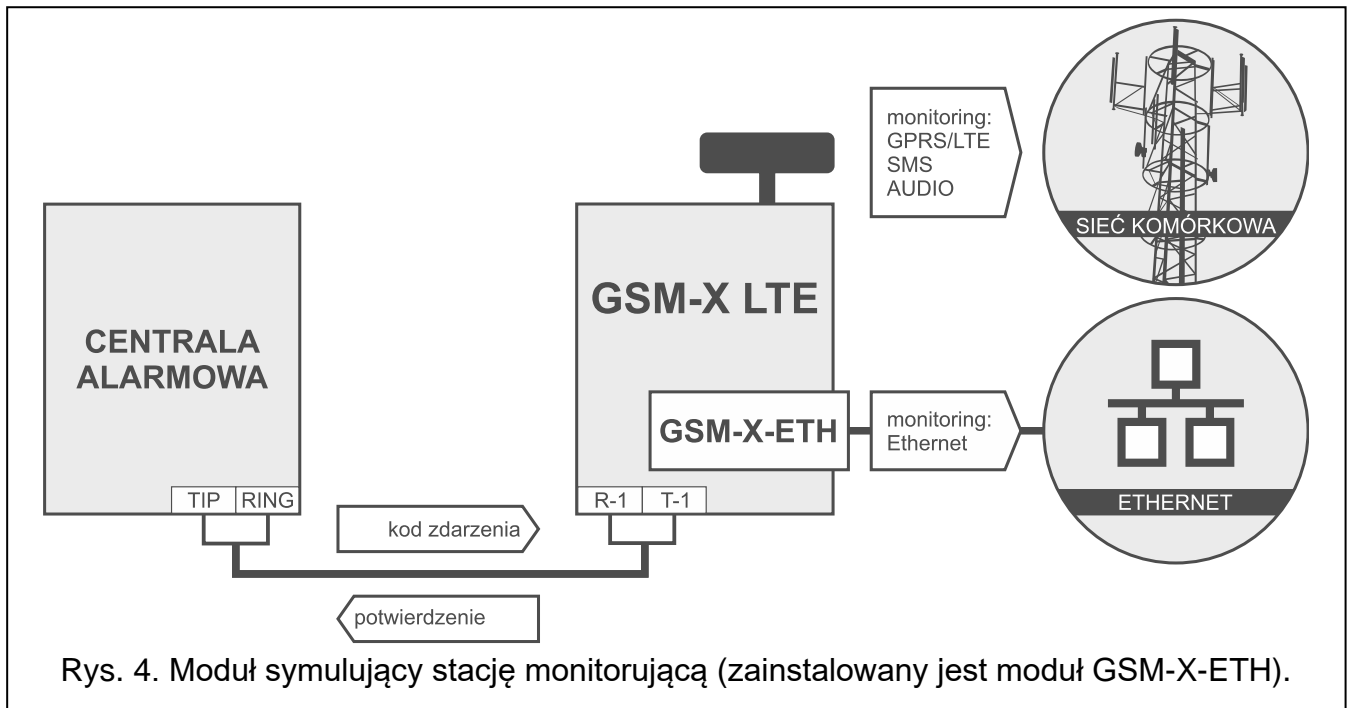 monitoring:
GPRS/LTE
SMS
AUDIO
SIEĆ KOMÓRKOWA
CENTRALA
ALARMOWA
GSM-X LTE
GSM-X-ETH
monitoring:
Ethernet
ETHERNET
TIP RING
R-1 T-1
kod zdarzenia
potwierdzenie
Rys. 4. Moduł symulujący stację monitorującą (zainstalowany jest moduł GSM-X-ETH).